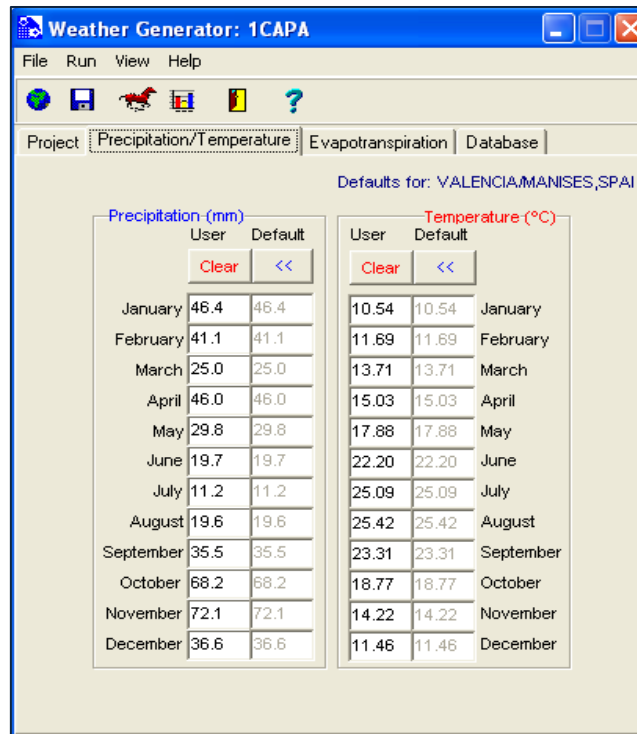 Weather Generator: 1CAPA
File Run View Help
?
Project Precipitation/Temperature Evapotranspiration Database
Defaults for: VALENCIA/MANISES,SPAI
Precipitation (mm) Temperature (°C)
User Default User Default
Clear << Clear <<
January 46.4 46.4 10.54 10.54 January
February 41.1 41.1 11.69 11.69 February
March 25.0 25.0 13.71 13.71 March
April 46.0 46.0 15.03 15.03 April
May 29.8 29.8 17.88 17.88 May
June 19.7 19.7 22.20 22.20 June
July 11.2 11.2 25.09 25.09 July
August 19.6 19.6 25.42 25.42 August
September 35.5 35.5 23.31 23.31 September
October 68.2 68.2 18.77 18.77 October
November 72.1 72.1 14.22 14.22 November
December 36.6 36.6 11.46 11.46 December